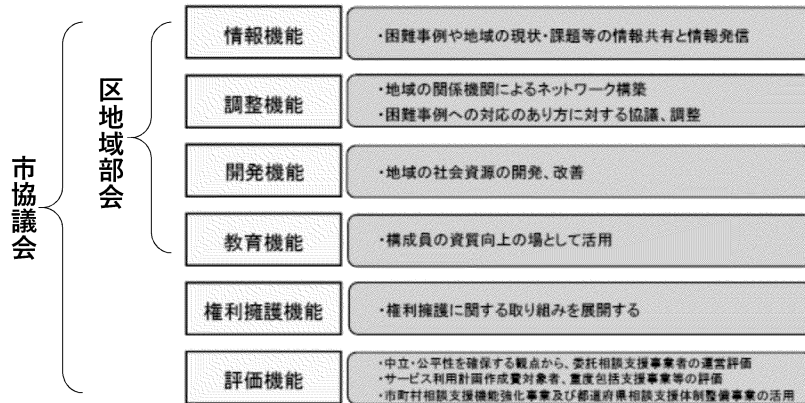 市協議会
区地域部会
情報機能
・困難事例や地域の現状・課題等の情報共有と情報発信
調整機能
・地域の関係機関によるネットワーク構築
・困難事例への対応のあり方に対する協議、調整
開発機能
・地域の社会資源の開発、改善
教育機能
・構成員の資質向上の場として活用
権利擁護機能
・権利擁護に関する取り組みを展開する
評価機能
・中立・公平性を確保する観点から、委託相談支援事業者の運営評価
・サービス利用計画作成費対象者、重度包括支援事業等の評価
・市町村相談支援機能強化事業及び都道府県相談支援体制整備事業の活用